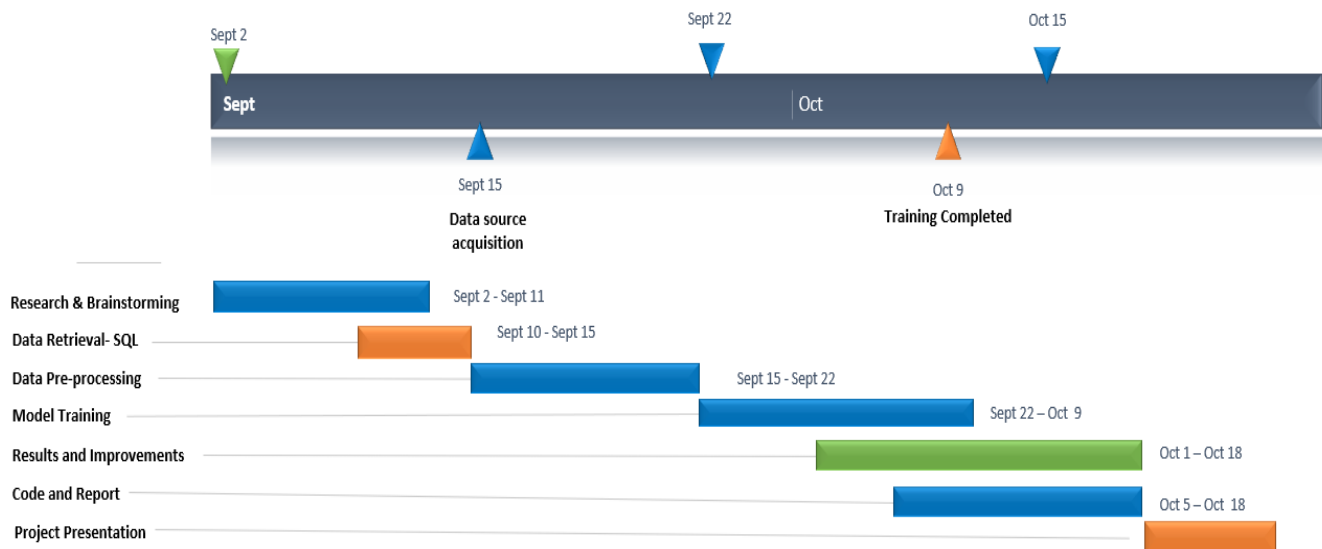 Sept 2
Sept 22
Oct 15
Sept
Oct
Sept 15
Oct 9
Data source
acquisition
Training Completed
Research & Brainstorming
Sept 2 - Sept 11
Data Retrieval- SQL
Sept 10 - Sept 15
Data Pre-processing
Sept 15 - Sept 22
Model Training
Sept 22 – Oct 9
Results and Improvements
Oct 1 – Oct 18
Code and Report
Oct 5 – Oct 18
Project Presentation